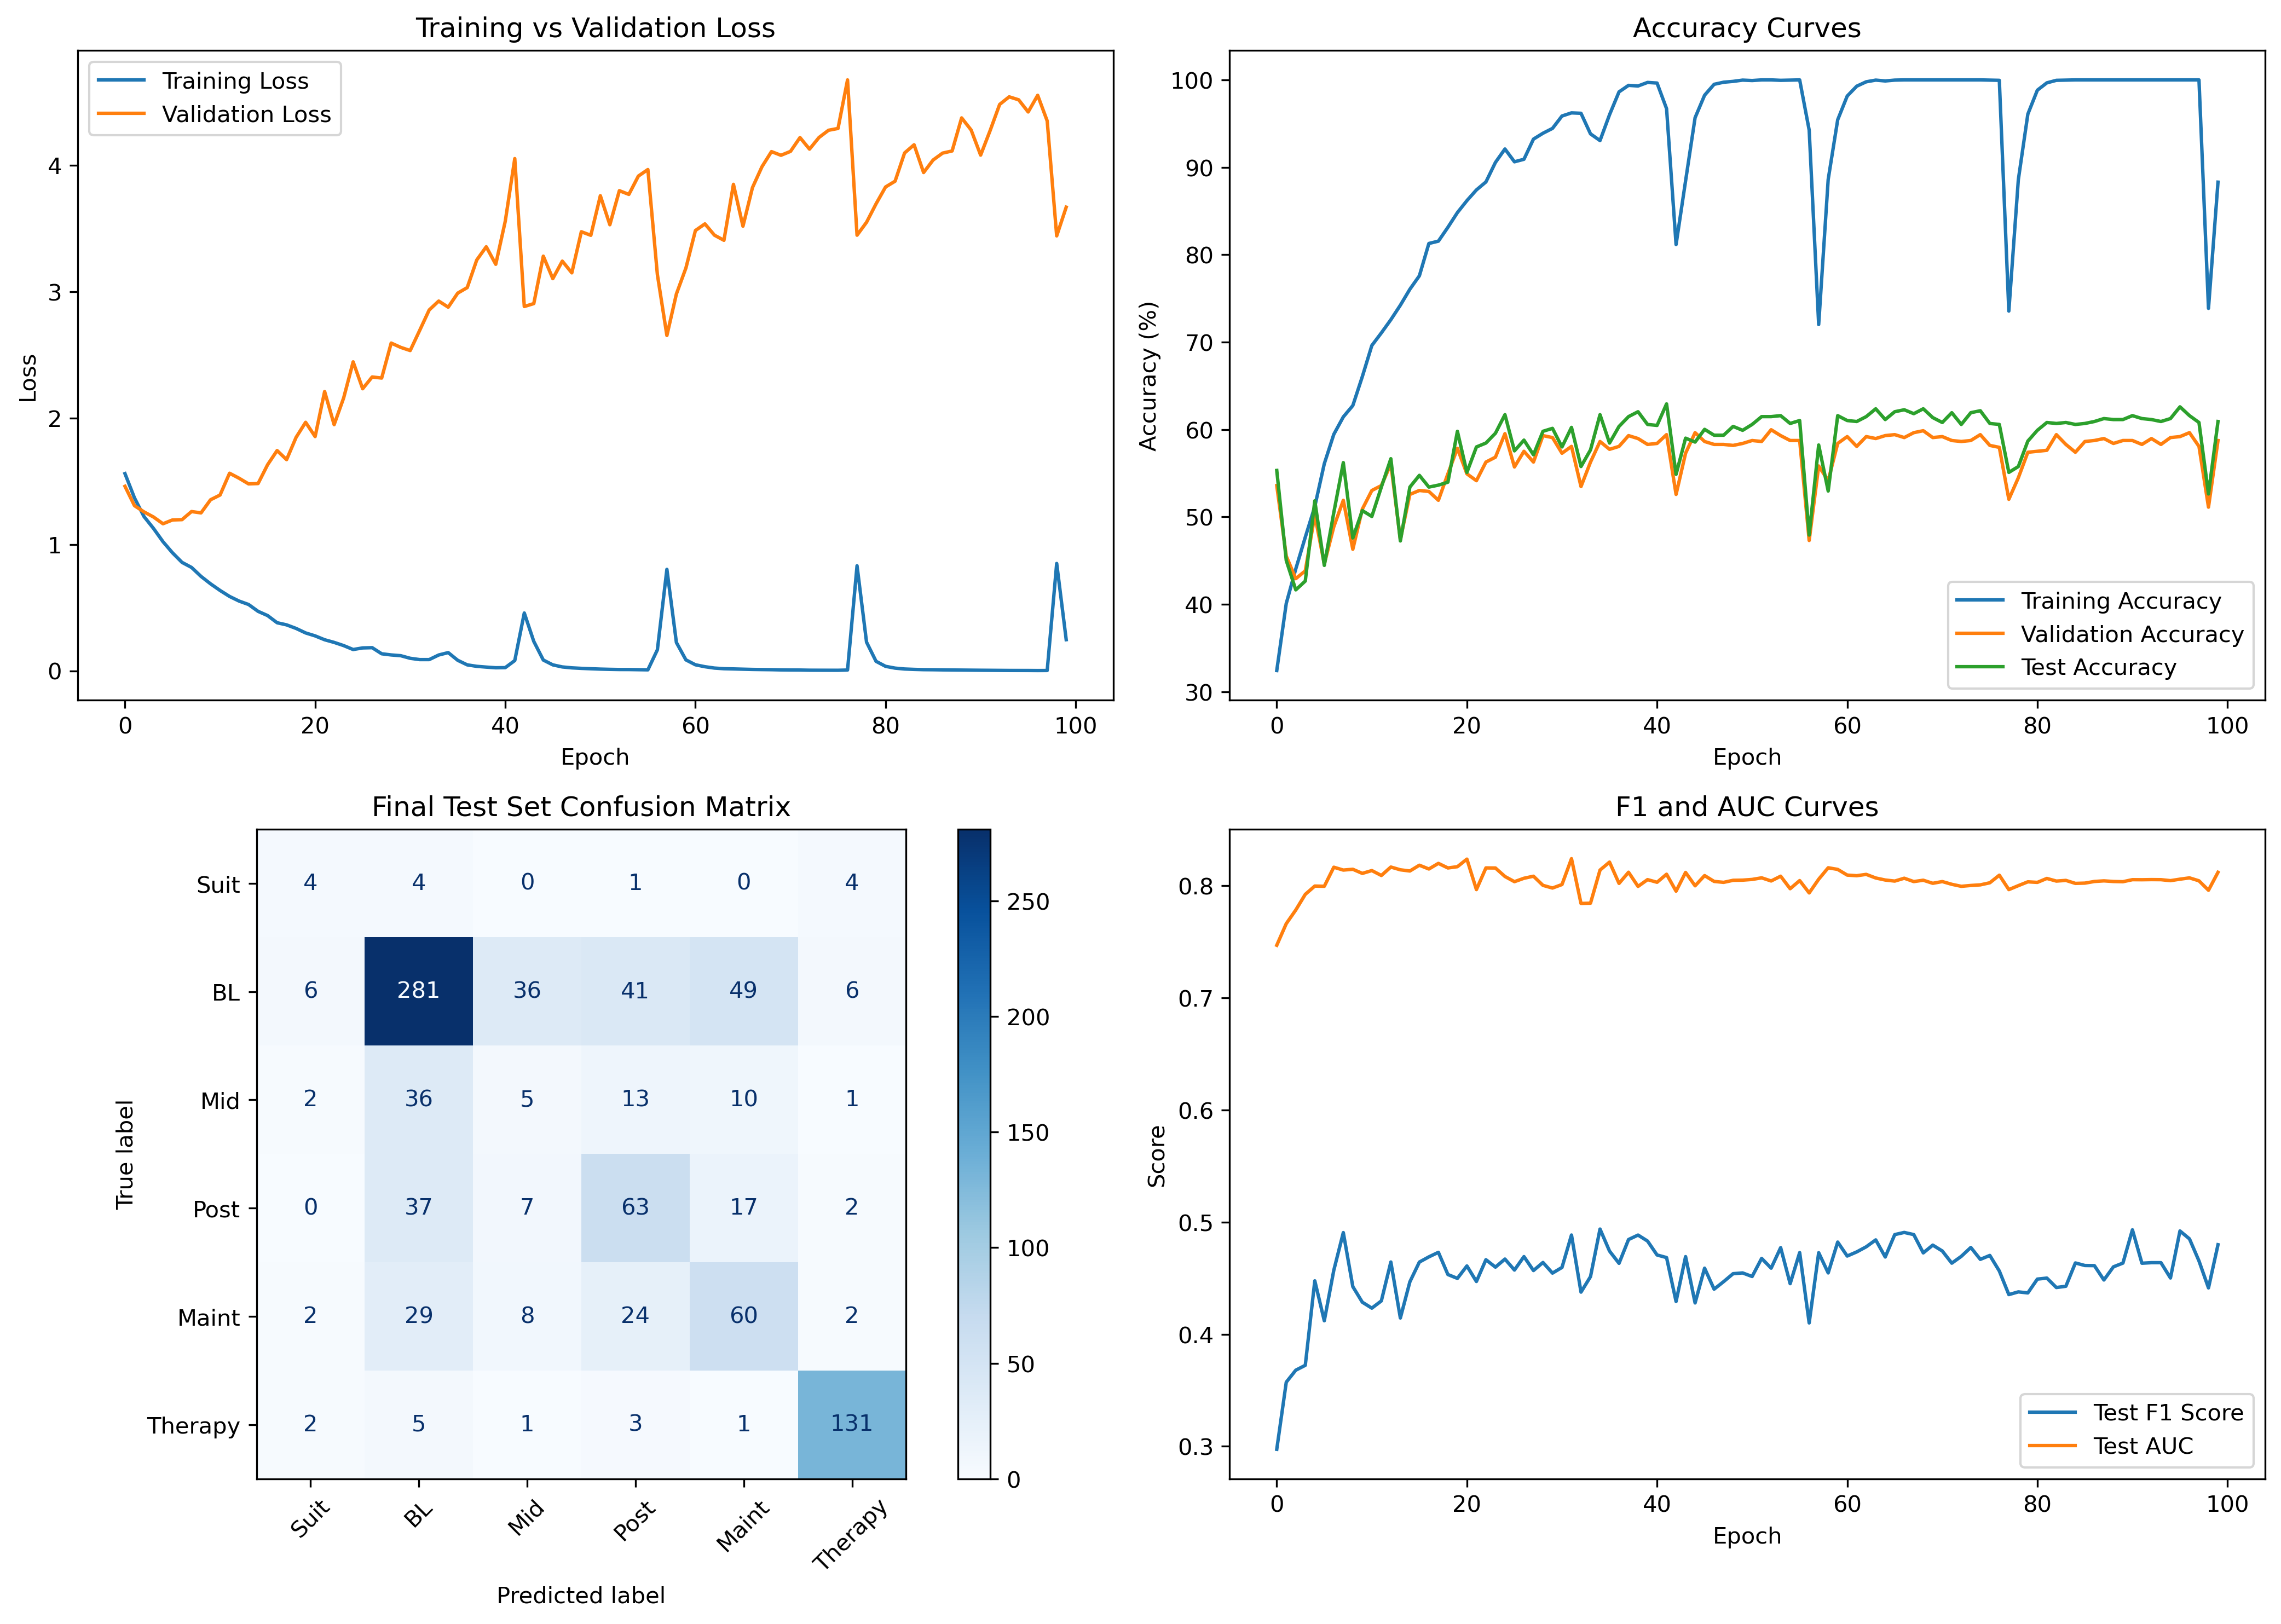 Training vs Validation Loss
Training Loss
Validation Loss
Loss
4
3
2
1
0
0 20 40 60 80 100
Epoch
Accuracy Curves
Accuracy (%)
100
90
80
70
60
50
40
30
Training Accuracy
Validation Accuracy
Test Accuracy
0 20 40 60 80 100
Epoch
Final Test Set Confusion Matrix
True label
Suit 4 4 0 1 0 4
BL 6 281 36 41 49 6
Mid 2 36 5 13 10 1
Post 0 37 7 63 17 2
Maint 2 29 8 24 60 2
Therapy 2 5 1 3 1 131
Suit BL Mid Post Maint Therapy
Predicted label
250
200
150
100
50
0
F1 and AUC Curves
Score
0.8
0.7
0.6
0.5
0.4
0.3
Test F1 Score
Test AUC
0 20 40 60 80 100
Epoch